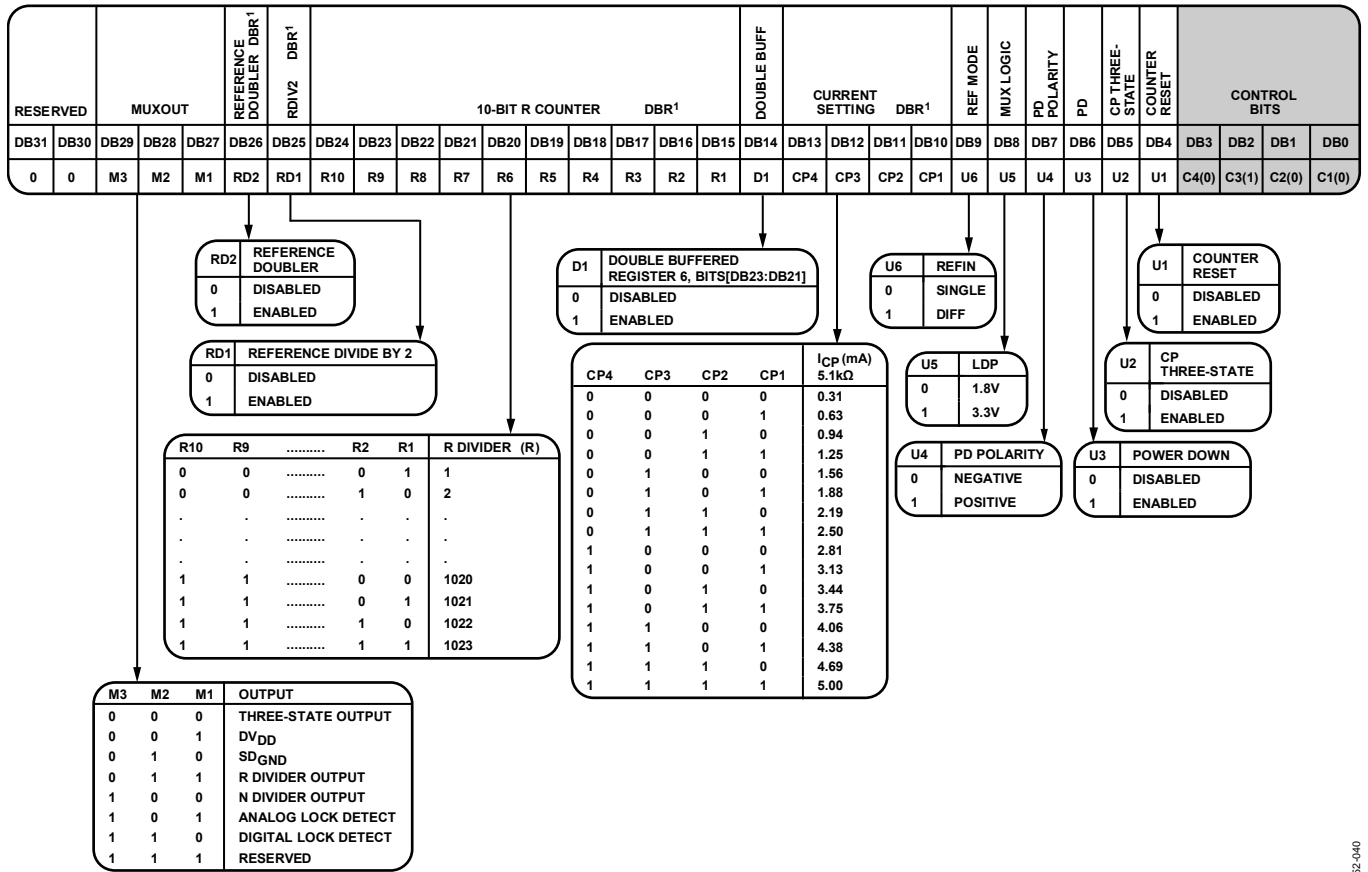 RESERVED MUXOUT REFERENCE DOUBLER DBR1 RDIV2 DBR1 10-BIT R COUNTER DBR1 DOUBLE BUFF CURRENT SETTING DBR1 REF MODE MUX LOGIC PD POLARITY PD CP THREE-STATE COUNTER RESET CONTROL BITS
DB31 DB30 DB29 DB28 DB27 DB26 DB25 DB24 DB23 DB22 DB21 DB20 DB19 DB18 DB17 DB16 DB15 DB14 DB13 DB12 DB11 DB10 DB9 DB8 DB7 DB6 DB5 DB4 DB3 DB2 DB1 DB0
0 0 M3 M2 M1 RD2 RD1 R10 R9 R8 R7 R6 R5 R4 R3 R2 R1 D1 CP4 CP3 CP2 CP1 U6 U5 U4 U3 U2 U1 C4(0) C3(1) C2(0) C1(0)
RD2 REFERENCE DOUBLER
0 DISABLED
1 ENABLED
RD1 REFERENCE DIVIDE BY 2
0 DISABLED
1 ENABLED
R10 R9 .......... R2 R1 R DIVIDER (R)
0 0 .......... 0 1 1
0 0 .......... 1 0 2
. . .......... . . .
. . .......... . . .
. . .......... . . .
1 1 .......... 0 0 1020
1 1 .......... 0 1 1021
1 1 .......... 1 0 1022
1 1 .......... 1 1 1023
M3 M2 M1 OUTPUT
0 0 0 THREE-STATE OUTPUT
0 0 1 DVDD
0 1 0 SDGND
0 1 1 R DIVIDER OUTPUT
1 0 0 N DIVIDER OUTPUT
1 0 1 ANALOG LOCK DETECT
1 1 0 DIGITAL LOCK DETECT
1 1 1 RESERVED
D1 DOUBLE BUFFERED
REGISTER 6, BITS[DB23:DB21]
0 DISABLED
1 ENABLED
CP4 CP3 CP2 CP1 ICP (mA) 5.1kΩ
0 0 0 0 0.31
0 0 0 1 0.63
0 0 1 0 0.94
0 0 1 1 1.25
0 1 0 0 1.56
0 1 0 1 1.88
0 1 1 0 2.19
0 1 1 1 2.50
1 0 0 0 2.81
1 0 0 1 3.13
1 0 1 0 3.44
1 0 1 1 3.75
1 1 0 0 4.06
1 1 0 1 4.38
1 1 1 0 4.69
1 1 1 1 5.00
U6 REFIN
0 SINGLE
1 DIFF
U5 LDP
0 1.8V
1 3.3V
U4 PD POLARITY
0 NEGATIVE
1 POSITIVE
U3 POWER DOWN
0 DISABLED
1 ENABLED
U2 CP THREE-STATE
0 DISABLED
1 ENABLED
U1 COUNTER RESET
0 DISABLED
1 ENABLED